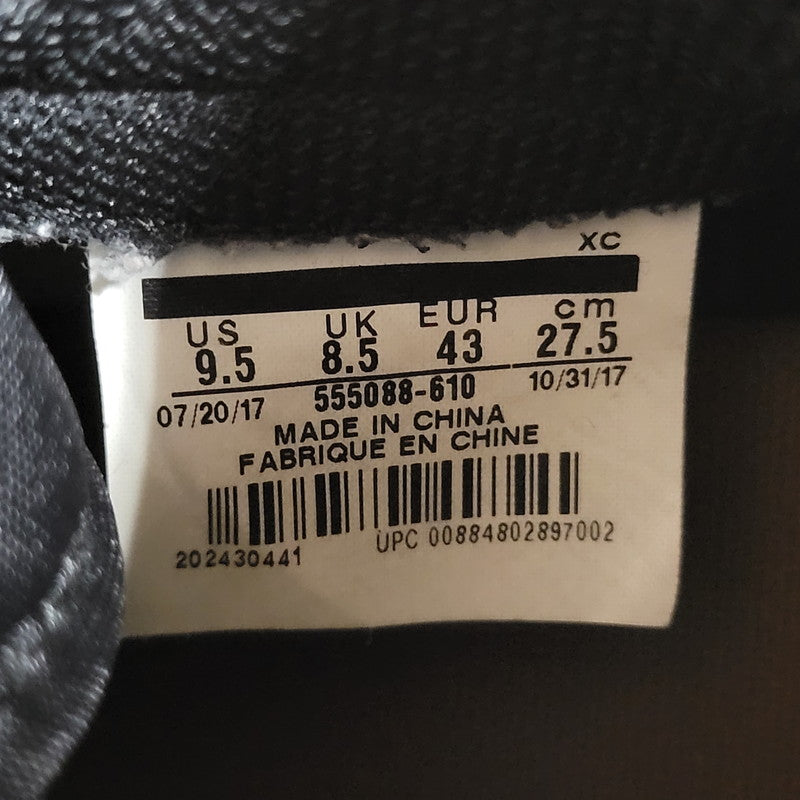 XC
US UK EUR cm
9.5 8.5 43 27.5
07/20/17 555088-610 10/31/17
MADE IN CHINA
FABRIQUE EN CHINE
202430441 UPC 00884802897002